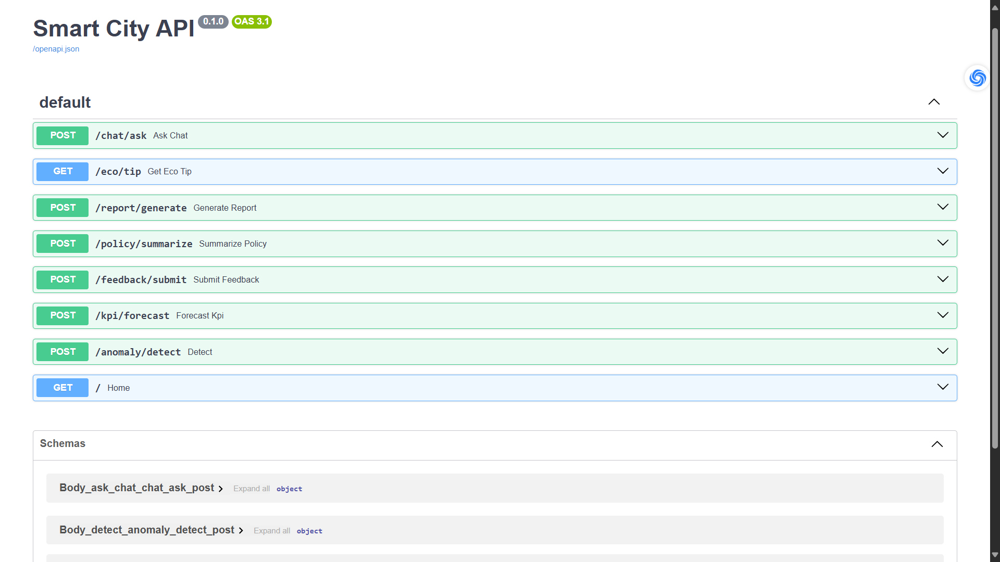 Smart City API 0.1.0 OAS 3.1
/openapi.json
default
POST /chat/ask Ask Chat
GET /eco/tip Get Eco Tip
POST /report/generate Generate Report
POST /policy/summarize Summarize Policy
POST /feedback/submit Submit Feedback
POST /kpi/forecast Forecast Kpi
POST /anomaly/detect Detect
GET / Home
Schemas
Body_ask_chat_chat_ask_post Expand all object
Body_detect_anomaly_detect_post Expand all object